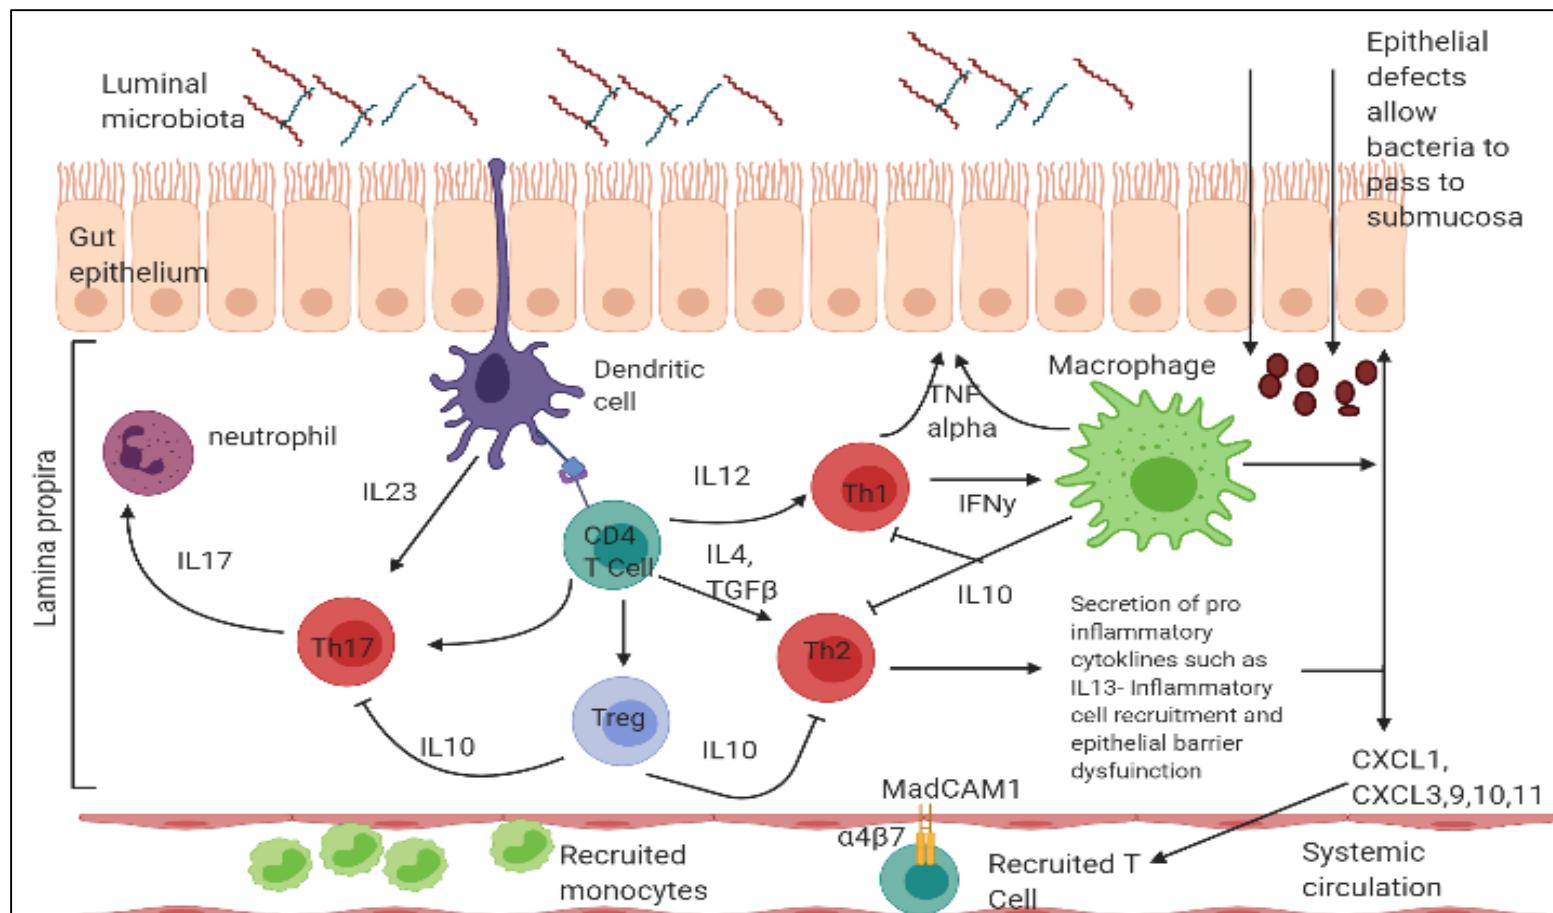 Luminal
microbiota
Epithelial
defects
allow
bacteria to
pass to
submucosa
Gut
epithelium
Lamina propira
Dendritic
cell
Macrophage
neutrophil
TNF
alpha
IL23
IL12
Th1
IFNy
CD4
T Cell
IL17
IL4,
TGFβ
IL10
Th17
Th2
Treg
IL10
IL10
Secretion of pro
inflammatory
cytoklines such as
IL13- Inflammatory
cell recruitment and
epithelial barrier
dysfuinction
CXCL1,
CXCL3,9,10,11
MadCAM1
α4β7
Recruited
monocytes
Recruited T
Cell
Systemic
circulation